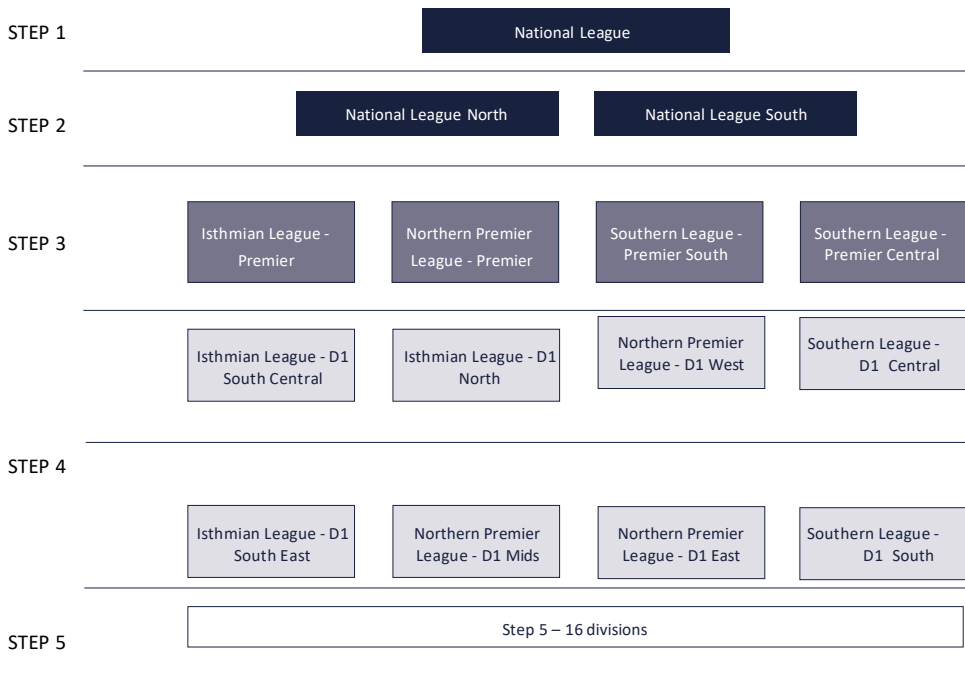 STEP 1
National League
STEP 2
National League North
National League South
STEP 3
Isthmian League -
Premier
Northern Premier
League - Premier
Southern League -
Premier South
Southern League -
Premier Central
Isthmian League - D1
South Central
Isthmian League - D1
North
Northern Premier
League - D1 West
Southern League -
D1 Central
STEP 4
Isthmian League - D1
South East
Northern Premier
League - D1 Mids
Northern Premier
League - D1 East
Southern League -
D1 South
STEP 5
Step 5 – 16 divisions